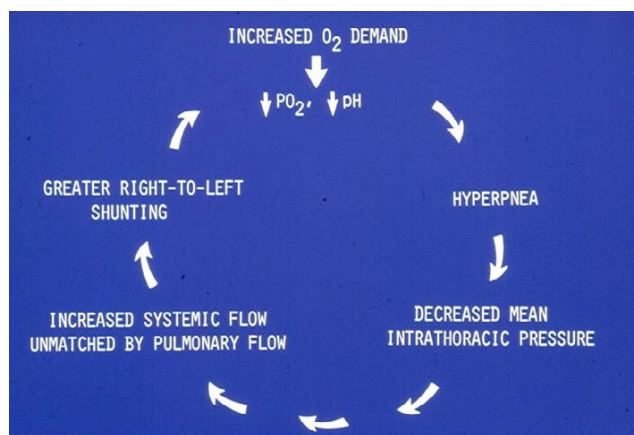 INCREASED O₂ DEMAND
↓ PO₂, ↓ pH
HYPERPNEA
DECREASED MEAN
INTRATHORACIC PRESSURE
INCREASED SYSTEMIC FLOW
UNMATCHED BY PULMONARY FLOW
GREATER RIGHT-TO-LEFT
SHUNTING